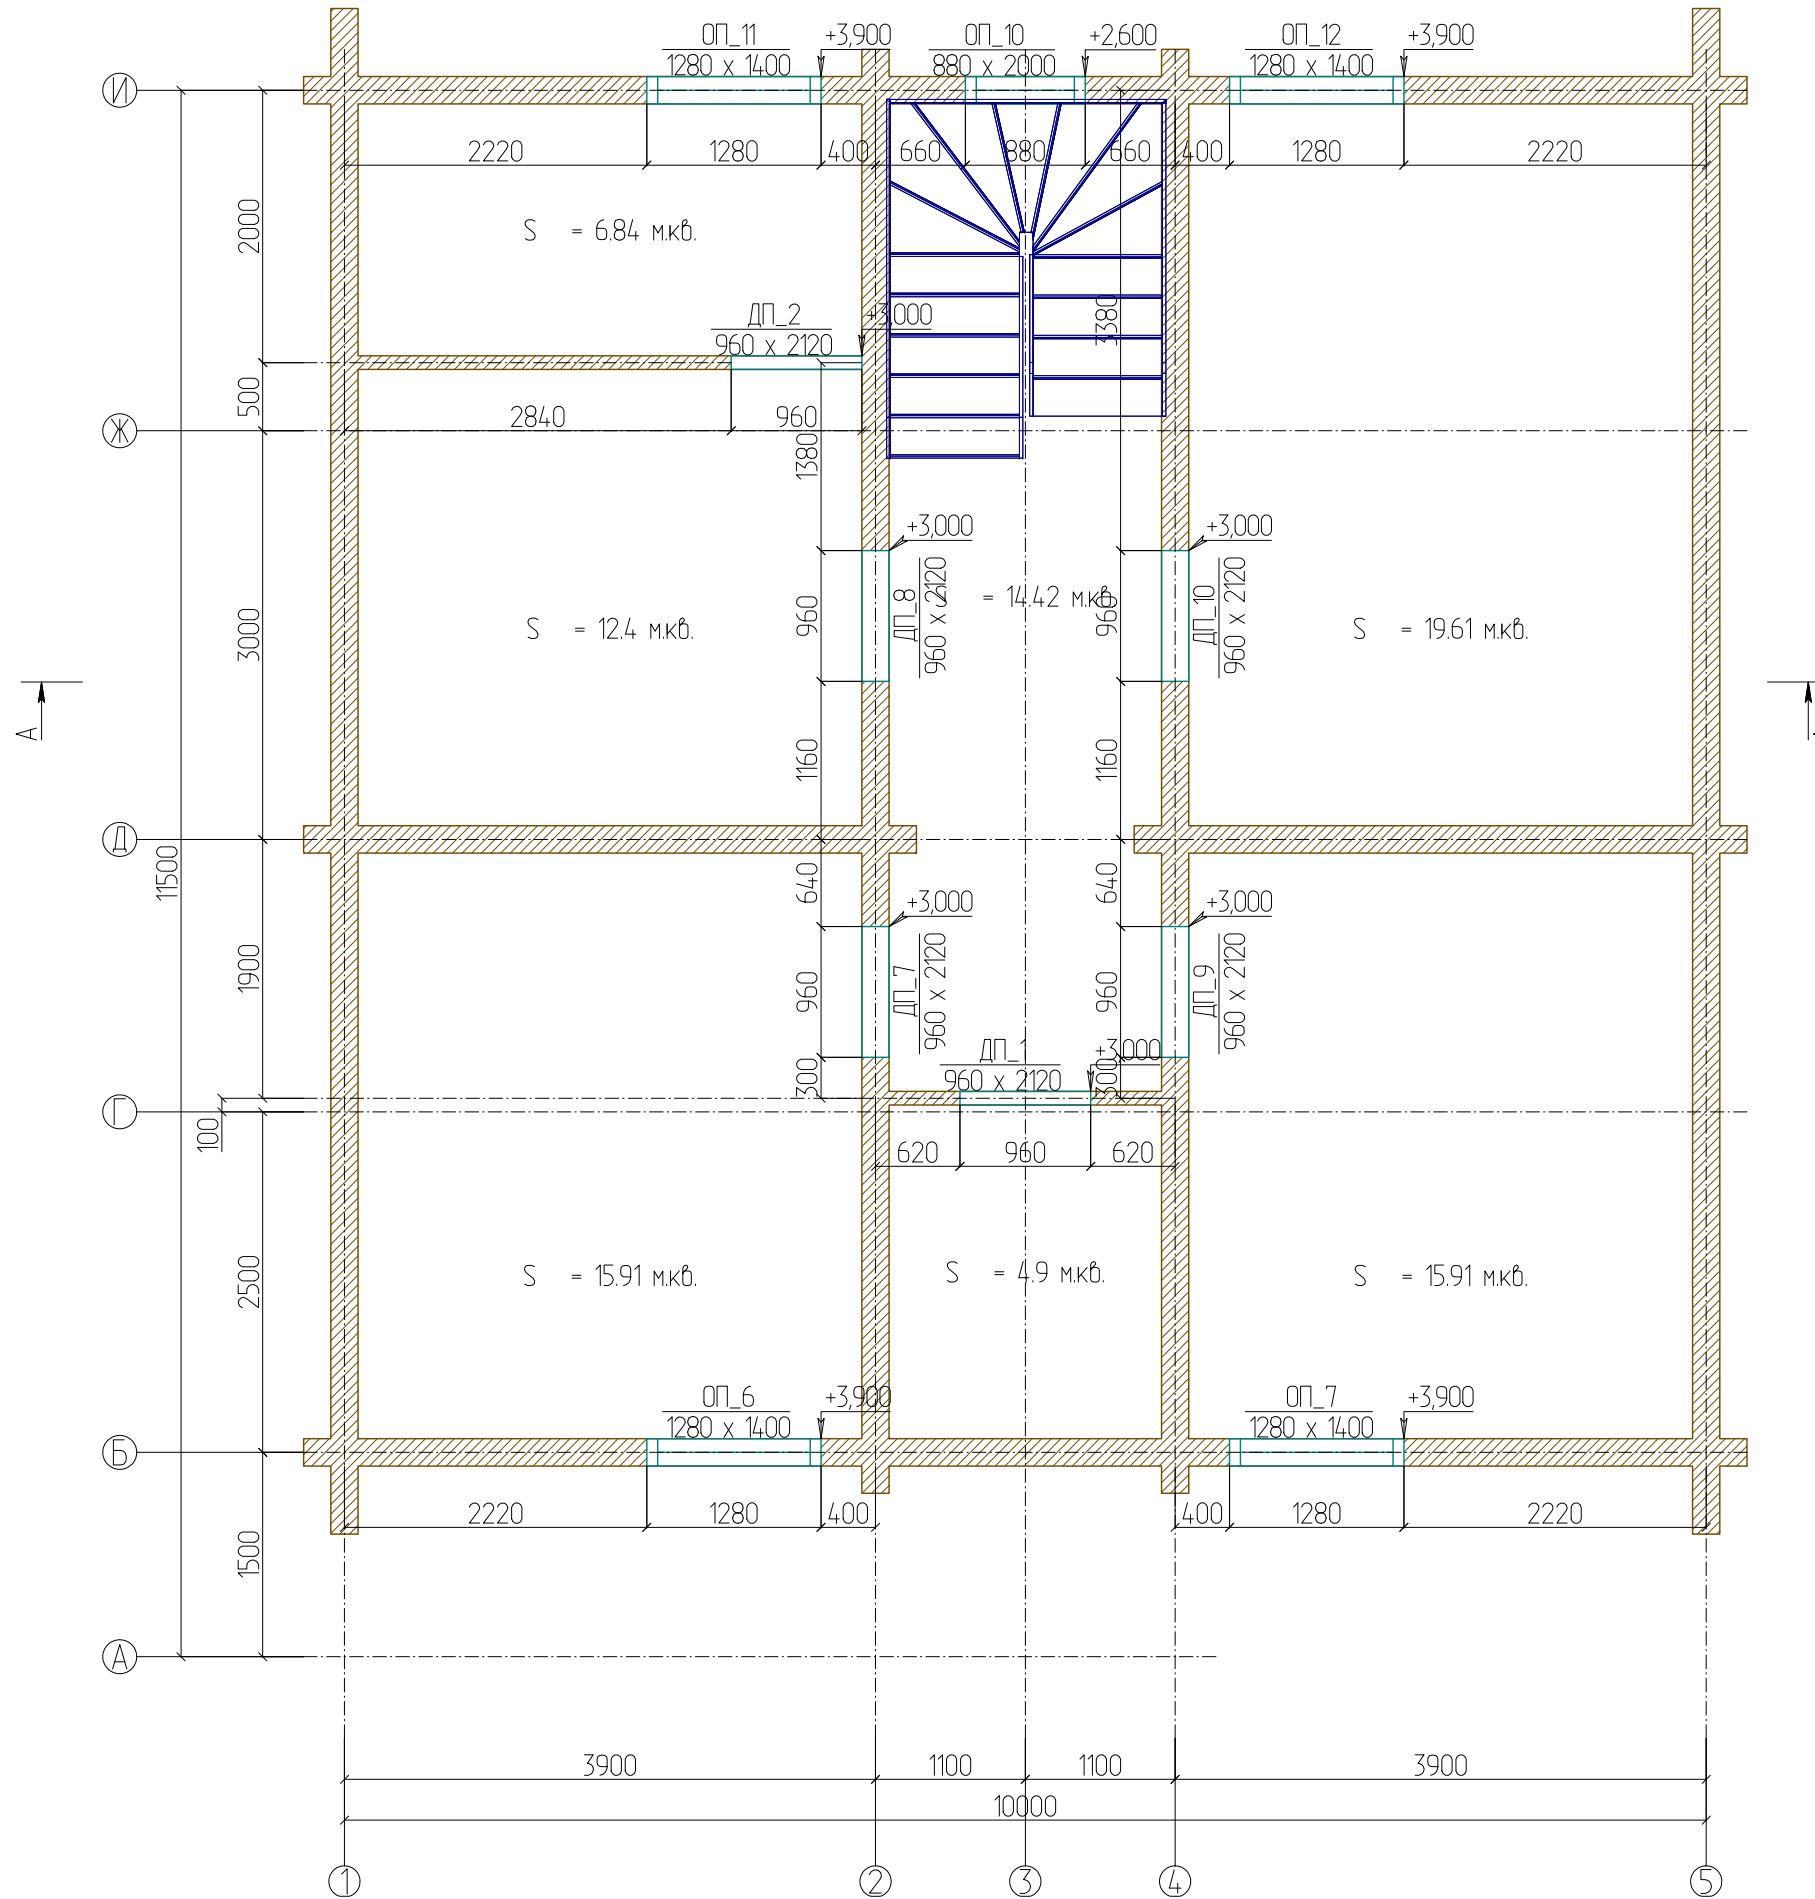 ОП_11 +3,900 ОП_10 +2,600 ОП_12 +3,900
1280 x 1400 880 x 2000 1280 x 1400
И
2220 1280 400 660 880 660 400 1280 2220
2000
S = 6.84 м.кв.
ДП_2 +3,000
960 x 2120
3380
500
2840 960
Ж
1380
+3,000 +3,000
ДП_8
960 x 2120
S = 14.42 м.кв.
ДП_10
960 x 2120
960 960
3000
S = 12.4 м.кв.
S = 19.61 м.кв.
А
1160 1160
Д
11500
640 640
+3,000 +3,000
1900
960 960
ДП_7
960 x 2120
ДП_9
960 x 2120
ДП_1 +3,000
960 x 2120
300 300
Г
100
620 960 620
2500
S = 15.91 м.кв.
S = 4.9 м.кв.
S = 15.91 м.кв.
ОП_6 +3,900 ОП_7 +3,900
1280 x 1400 1280 x 1400
Б
2220 1280 400 400 1280 2220
1500
А
3900 1100 1100 3900
10000
1 2 3 4 5